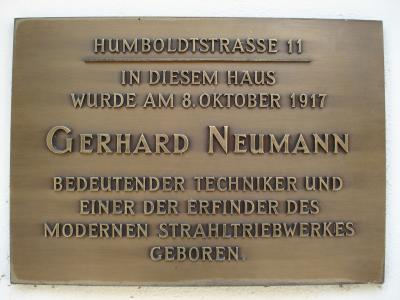 HUMBOLDTSTRASSE 11
IN DIESEM HAUS
WURDE AM 8. OKTOBER 1917
GERHARD NEUMANN
BEDEUTENDER TECHNIKER UND
EINER DER ERFINDER DES
MODERNEN STRAHLTRIEBWERKES
GEBOREN.